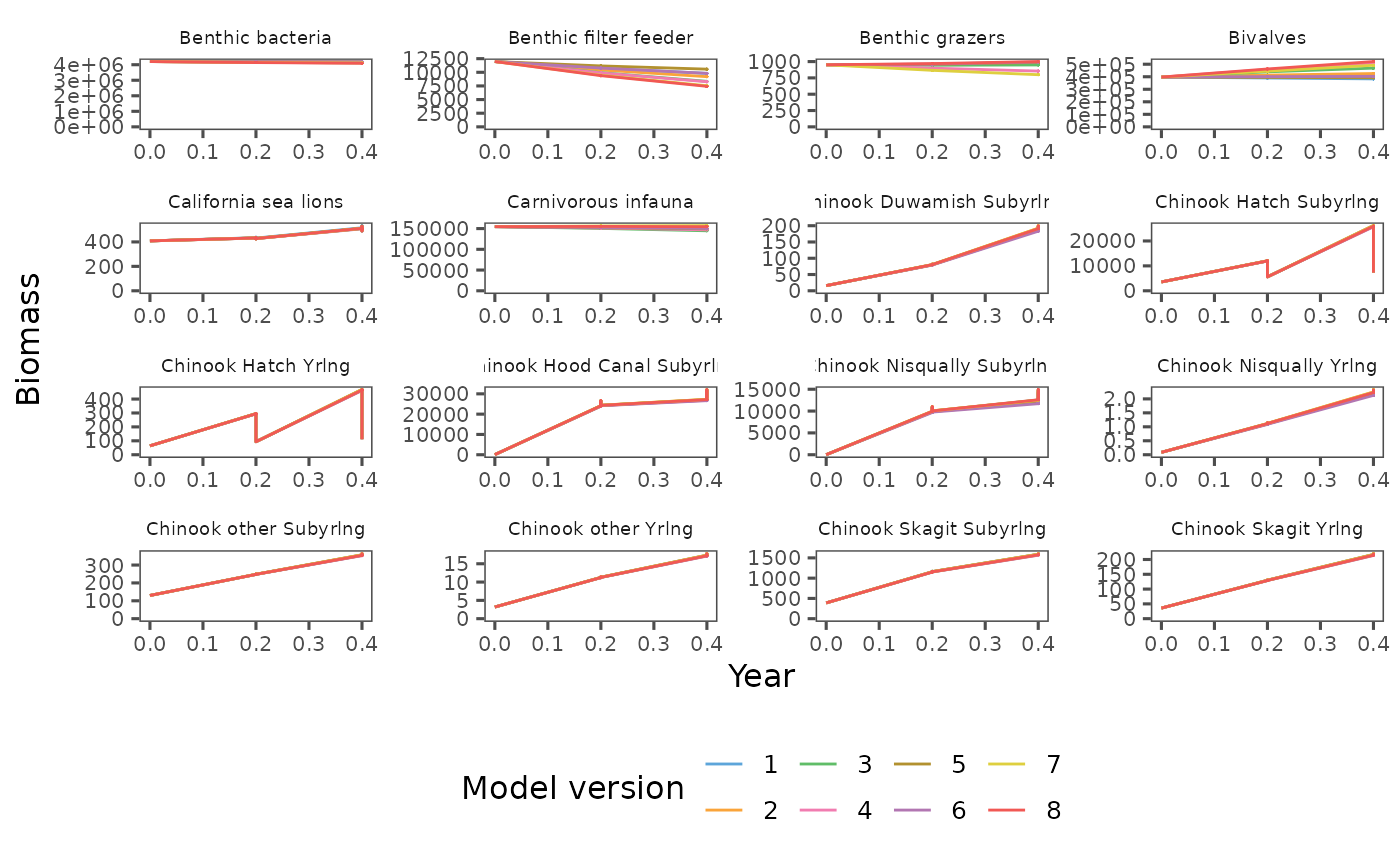 Benthic bacteria Benthic filter feeder Benthic grazers Bivalves
4e+06 3e+06 2e+06 1e+06 0e+00
12500 10000 7500 5000 2500 0
1000 750 500 250 0
5e+05 4e+05 3e+05 2e+05 1e+05 0e+00
0.0 0.1 0.2 0.3 0.4 0.0 0.1 0.2 0.3 0.4 0.0 0.1 0.2 0.3 0.4 0.0 0.1 0.2 0.3 0.4
California sea lions Carnivorous infauna hinook Duwamish Subyrlr Chinook Hatch Subyrlng
400 200 0
150000 100000 50000 0
200 150 100 50 0
20000 10000 0
0.0 0.1 0.2 0.3 0.4 0.0 0.1 0.2 0.3 0.4 0.0 0.1 0.2 0.3 0.4 0.0 0.1 0.2 0.3 0.4
Biomass
Chinook Hatch Yrlng inook Hood Canal Subyrl hinook Nisqually Subyrln Chinook Nisqually Yrlng
400 300 200 100 0
30000 20000 10000 0
15000 10000 5000 0
2.0 1.5 1.0 0.5 0.0
0.0 0.1 0.2 0.3 0.4 0.0 0.1 0.2 0.3 0.4 0.0 0.1 0.2 0.3 0.4 0.0 0.1 0.2 0.3 0.4
Chinook other Subyrlng Chinook other Yrlng Chinook Skagit Subyrlng Chinook Skagit Yrlng
300 200 100 0
15 10 5 0
1500 1000 500 0
200 150 100 50 0
0.0 0.1 0.2 0.3 0.4 0.0 0.1 0.2 0.3 0.4 0.0 0.1 0.2 0.3 0.4 0.0 0.1 0.2 0.3 0.4
Year
Model version
1 3 5 7
2 4 6 8